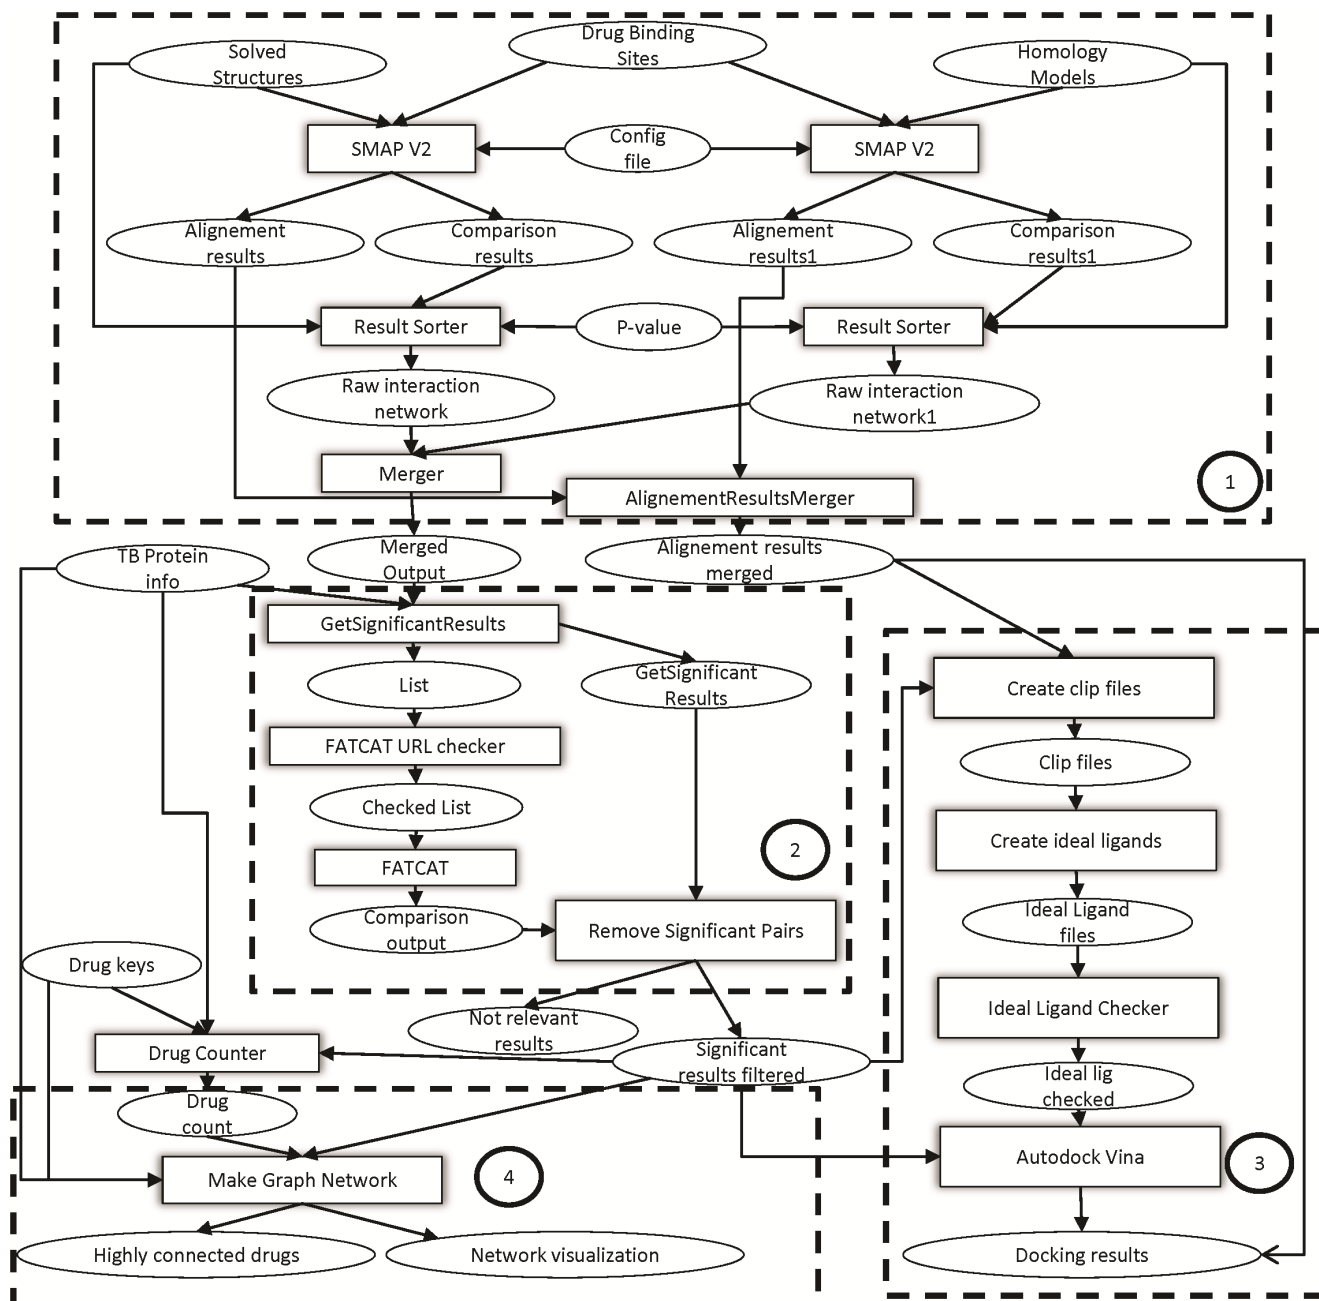 Solved
Structures
Drug Binding
Sites
Homology
Models
SMAP V2
Config
file
SMAP V2
Alignement
results
Comparison
results
Alignement
results1
Comparison
results1
Result Sorter
P-value
Result Sorter
Raw interaction
network
Raw interaction
network1
Merger
AlignementResultsMerger
1
TB Protein
info
Merged
Output
Alignement results
merged
GetSignificantResults
List
GetSignificant
Results
FATCAT URL checker
Checked List
FATCAT
Comparison
output
2
Remove Significant Pairs
Create clip files
Clip files
Create ideal ligands
Ideal Ligand
files
Ideal Ligand Checker
Ideal lig
checked
Autodock Vina
3
Docking results
Drug keys
Not relevant
results
Significant
results filtered
Drug Counter
Drug
count
Make Graph Network
4
Highly connected drugs
Network visualization